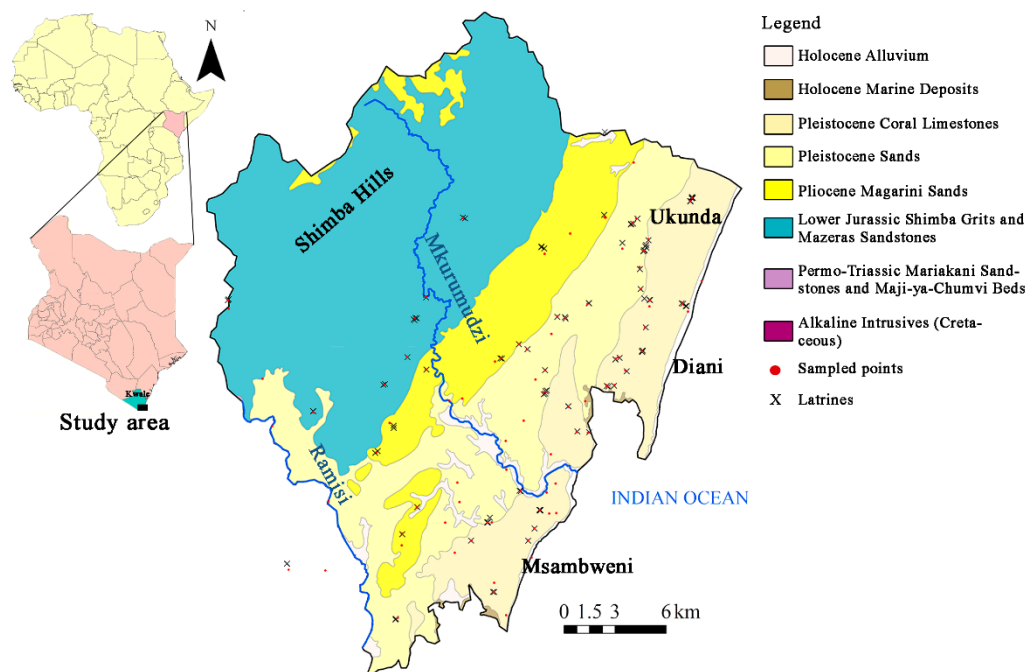 N
Kwale
Study area
Shimba Hills
Mkurumudzi
Ramisi
Ukunda
Diani
INDIAN OCEAN
Msambweni
0 1.5 3 6 km
Legend
Holocene Alluvium
Holocene Marine Deposits
Pleistocene Coral Limestones
Pleistocene Sands
Pliocene Magarini Sands
Lower Jurassic Shimba Grits and
Mazeras Sandstones
Permo-Triassic Mariakani Sand-
stones and Maji-ya-Chumvi Beds
Alkaline Intrusives (Creta-
ceous)
Sampled points
x Latrines